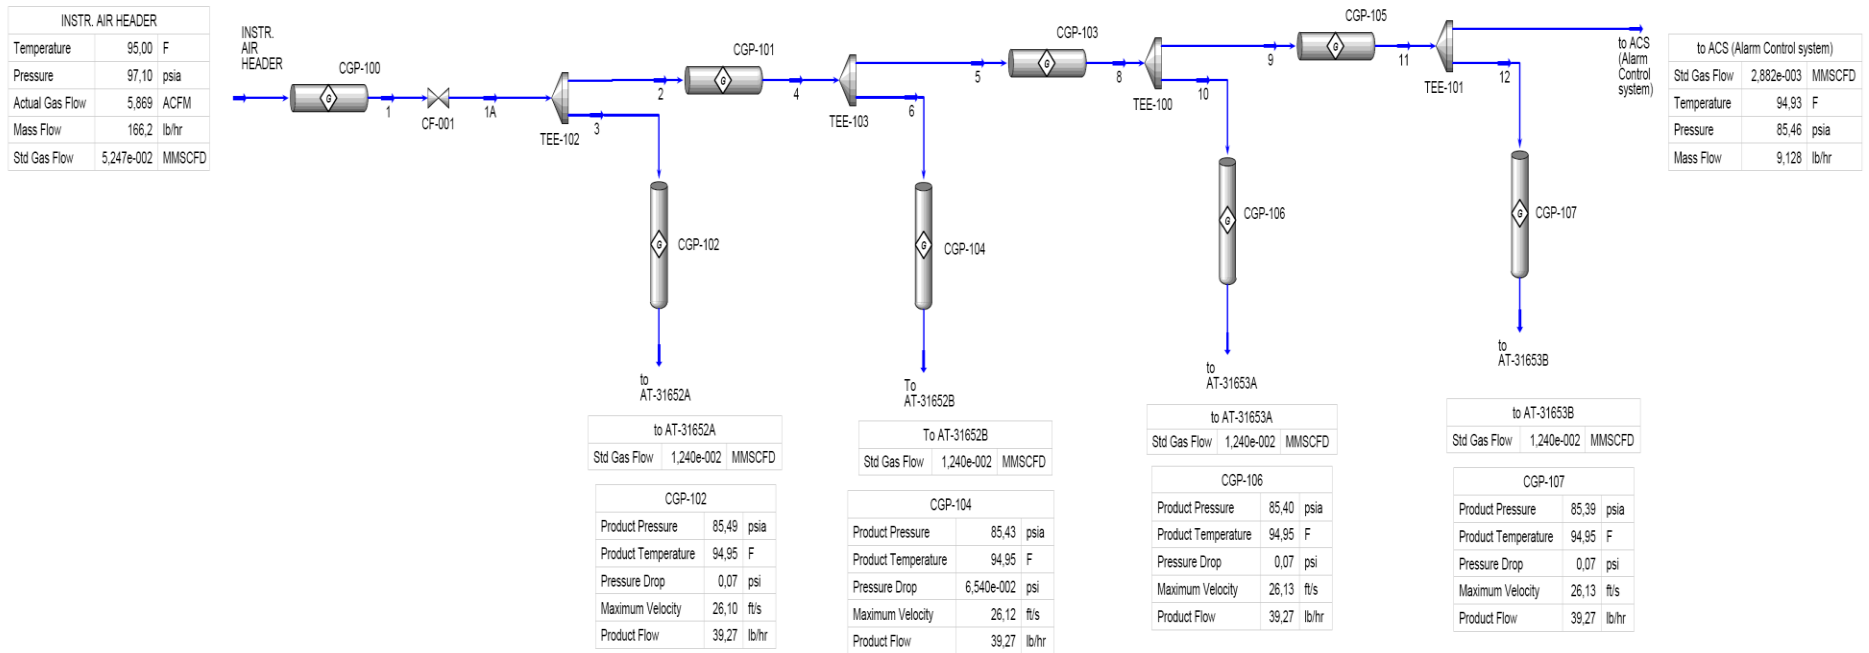 INSTR. AIR HEADER
Temperature 95,00 F
Pressure 97,10 psia
Actual Gas Flow 5,869 ACFM
Mass Flow 166,2 lb/hr
Std Gas Flow 5,247e-002 MMSCFD
INSTR.
AIR
HEADER
CGP-100
G
1
CF-001
1A
TEE-102
2
3
CGP-101
G
4
TEE-103
5
6
CGP-103
G
8
TEE-100
9
10
CGP-105
G
11
TEE-101
12
to ACS
(Alarm
Control
system)
to ACS (Alarm Control system)
Std Gas Flow 2,882e-003 MMSCFD
Temperature 94,93 F
Pressure 85,46 psia
Mass Flow 9,128 lb/hr
G
CGP-102
G
CGP-104
G
CGP-106
G
CGP-107
to
AT-31652A
To
AT-31652B
to
AT-31653A
to
AT-31653B
to AT-31652A
Std Gas Flow 1,240e-002 MMSCFD
To AT-31652B
Std Gas Flow 1,240e-002 MMSCFD
to AT-31653A
Std Gas Flow 1,240e-002 MMSCFD
to AT-31653B
Std Gas Flow 1,240e-002 MMSCFD
CGP-102
Product Pressure 85,49 psia
Product Temperature 94,95 F
Pressure Drop 0,07 psi
Maximum Velocity 26,10 ft/s
Product Flow 39,27 lb/hr
CGP-104
Product Pressure 85,43 psia
Product Temperature 94,95 F
Pressure Drop 6,540e-002 psi
Maximum Velocity 26,12 ft/s
Product Flow 39,27 lb/hr
CGP-106
Product Pressure 85,40 psia
Product Temperature 94,95 F
Pressure Drop 0,07 psi
Maximum Velocity 26,13 ft/s
Product Flow 39,27 lb/hr
CGP-107
Product Pressure 85,39 psia
Product Temperature 94,95 F
Pressure Drop 0,07 psi
Maximum Velocity 26,13 ft/s
Product Flow 39,27 lb/hr